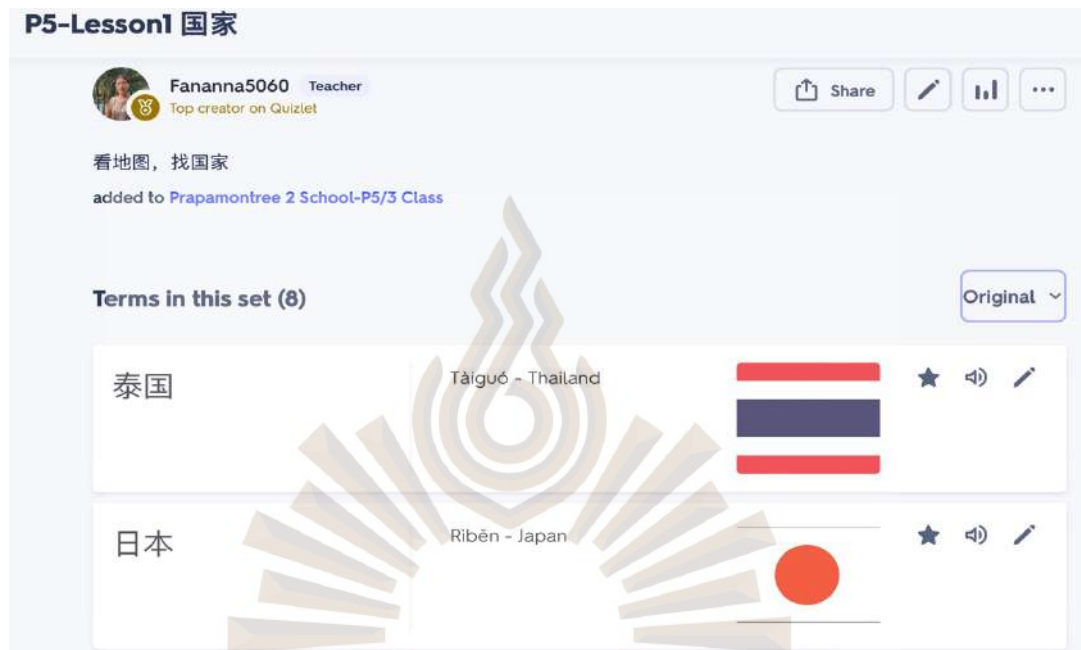 P5-Lesson1 国家
Fananna5060 Teacher
Top creator on Quizlet
Share
看地图，找国家
added to Prapamontree 2 School-P5/3 Class
Terms in this set (8)
Original
泰国 Tàiguó - Thailand
日本 Rìběn - Japan